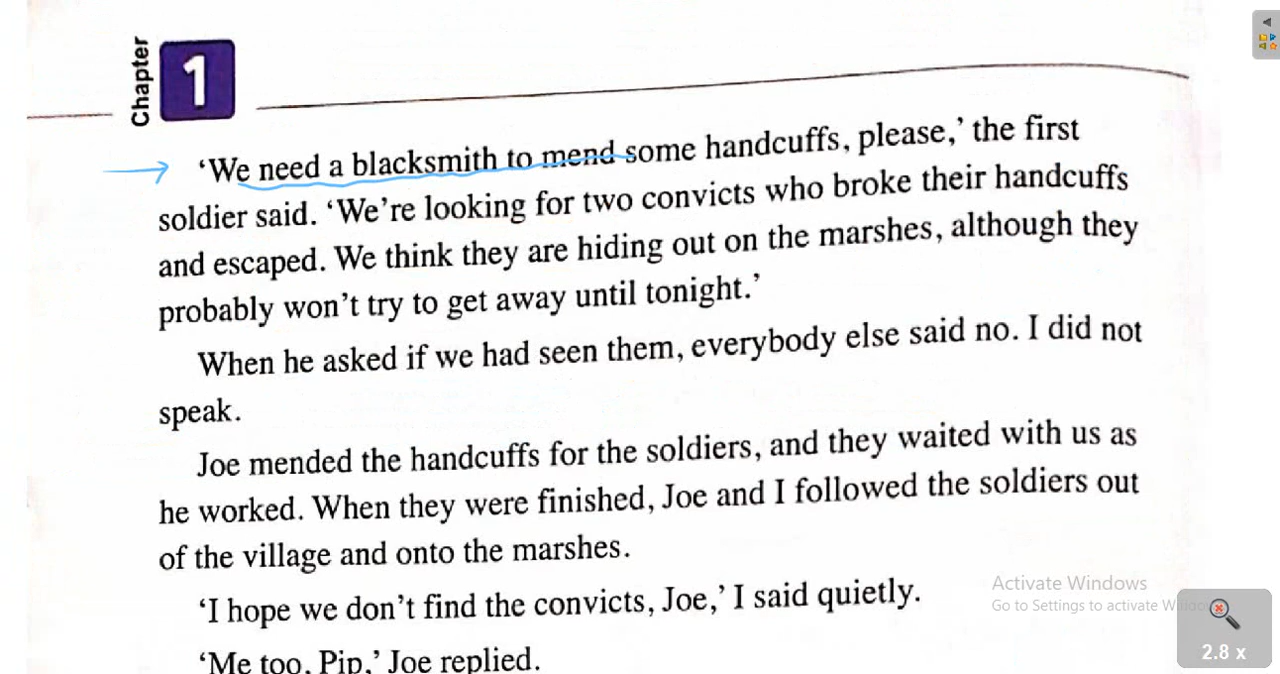 Chapter
1
‘We need a blacksmith to mend some handcuffs, please,’ the first
soldier said. ‘We’re looking for two convicts who broke their handcuffs
and escaped. We think they are hiding out on the marshes, although they
probably won’t try to get away until tonight.’
When he asked if we had seen them, everybody else said no. I did not
speak.
Joe mended the handcuffs for the soldiers, and they waited with us as
he worked. When they were finished, Joe and I followed the soldiers out
of the village and onto the marshes.
‘I hope we don’t find the convicts, Joe,’ I said quietly.
‘Me too, Pip,’ Joe replied.
Activate Windows
Go to Settings to activate
2.8 x